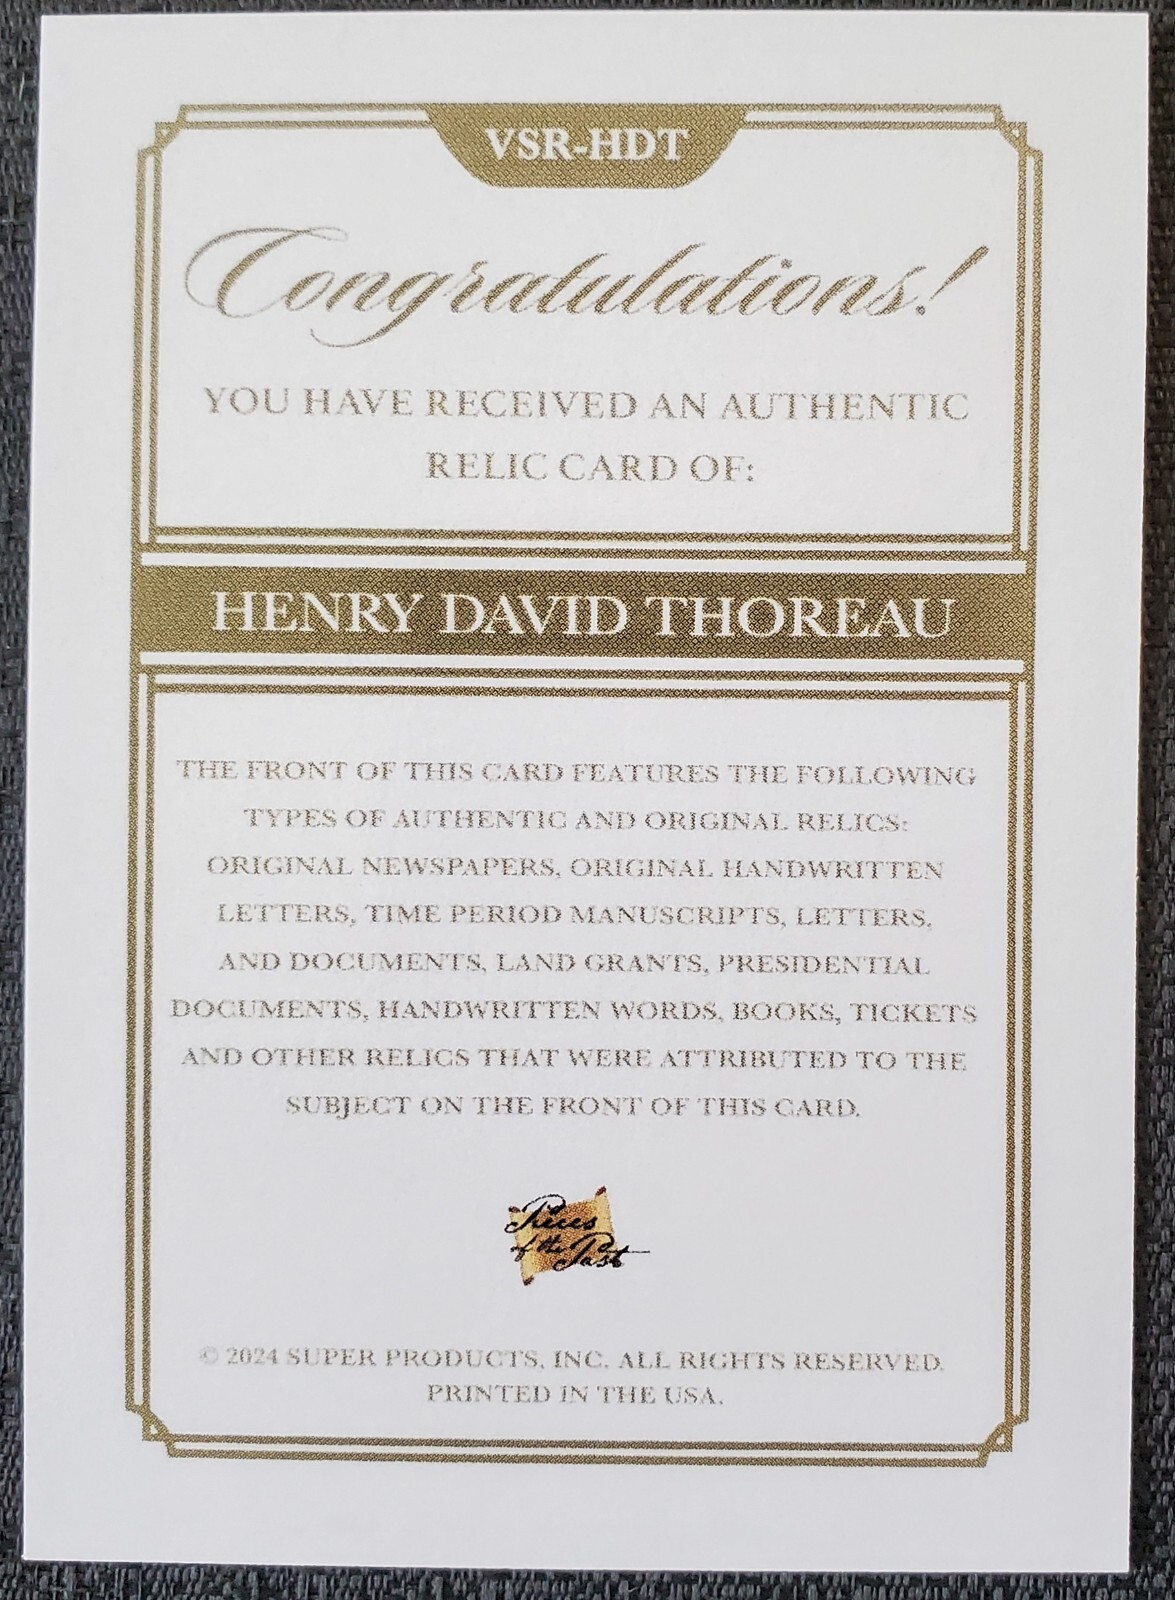 VSR-HDT
Congratulations!
YOU HAVE RECEIVED AN AUTHENTIC
RELIC CARD OF:
HENRY DAVID THOREAU
THE FRONT OF THIS CARD FEATURES THE FOLLOWING
TYPES OF AUTHENTIC AND ORIGINAL RELICS:
ORIGINAL NEWSPAPERS, ORIGINAL HANDWRITTEN
LETTERS, TIME PERIOD MANUSCRIPTS, LETTERS,
AND DOCUMENTS, LAND GRANTS, PRESIDENTIAL
DOCUMENTS, HANDWRITTEN WORDS, BOOKS, TICKETS
AND OTHER RELICS THAT WERE ATTRIBUTED TO THE
SUBJECT ON THE FRONT OF THIS CARD.
Pieces
of the Past
© 2024 SUPER PRODUCTS, INC. ALL RIGHTS RESERVED.
PRINTED IN THE USA.